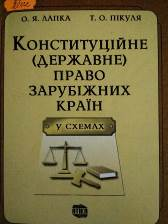 О. Я. ЛАПКА Т. О. ПІКУЛЯ
КОНСТИТУЦІЙНЕ
(ДЕРЖАВНЕ)
ПРАВО
ЗАРУБІЖНИХ
КРАЇН
У СХЕМАХ